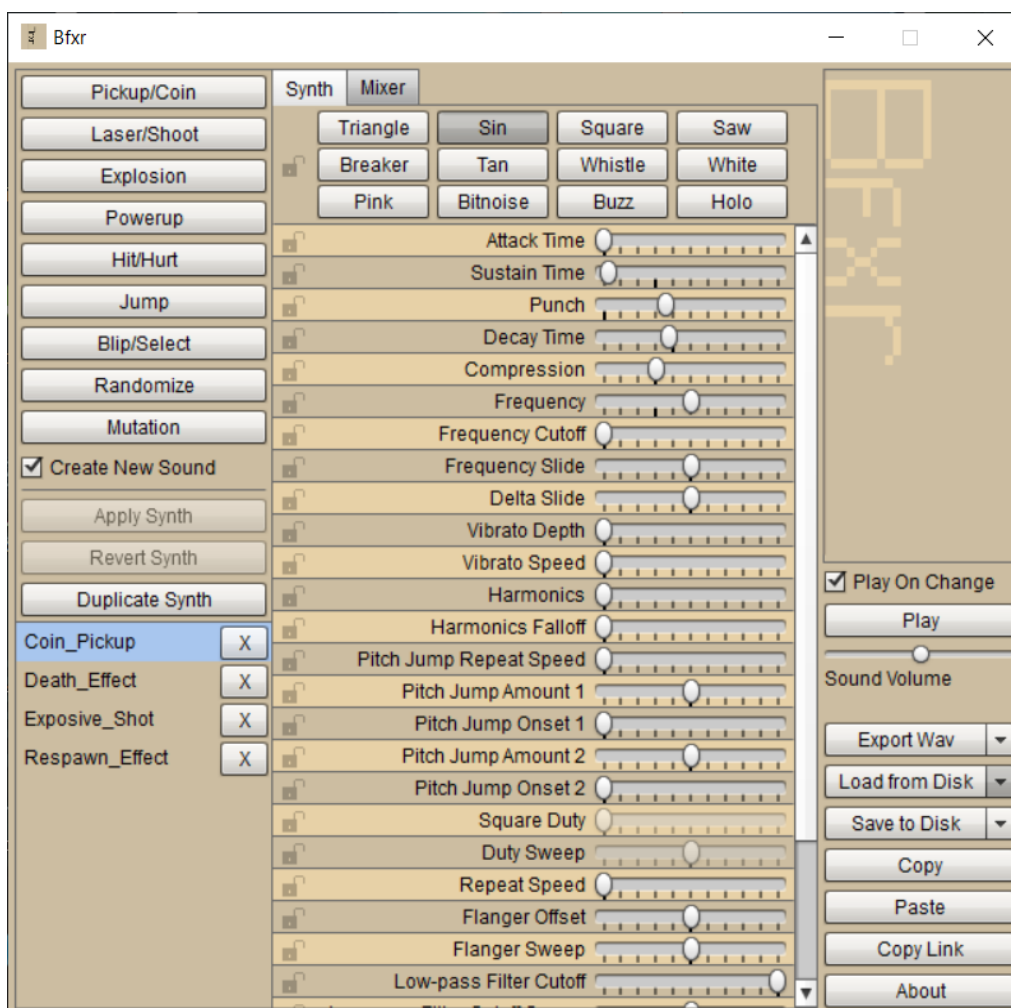 Bfxr
Pickup/Coin
Laser/Shoot
Explosion
Powerup
Hit/Hurt
Jump
Blip/Select
Randomize
Mutation
Create New Sound
Apply Synth
Revert Synth
Duplicate Synth
Coin_Pickup X
Death_Effect X
Exposive_Shot X
Respawn_Effect X
Synth Mixer
Triangle Sin Square Saw
Breaker Tan Whistle White
Pink Bitnoise Buzz Holo
Attack Time
Sustain Time
Punch
Decay Time
Compression
Frequency
Frequency Cutoff
Frequency Slide
Delta Slide
Vibrato Depth
Vibrato Speed
Harmonics
Harmonics Falloff
Pitch Jump Repeat Speed
Pitch Jump Amount 1
Pitch Jump Onset 1
Pitch Jump Amount 2
Pitch Jump Onset 2
Square Duty
Duty Sweep
Repeat Speed
Flanger Offset
Flanger Sweep
Low-pass Filter Cutoff
Bfxr
Play On Change
Play
Sound Volume
Export Wav
Load from Disk
Save to Disk
Copy
Paste
Copy Link
About